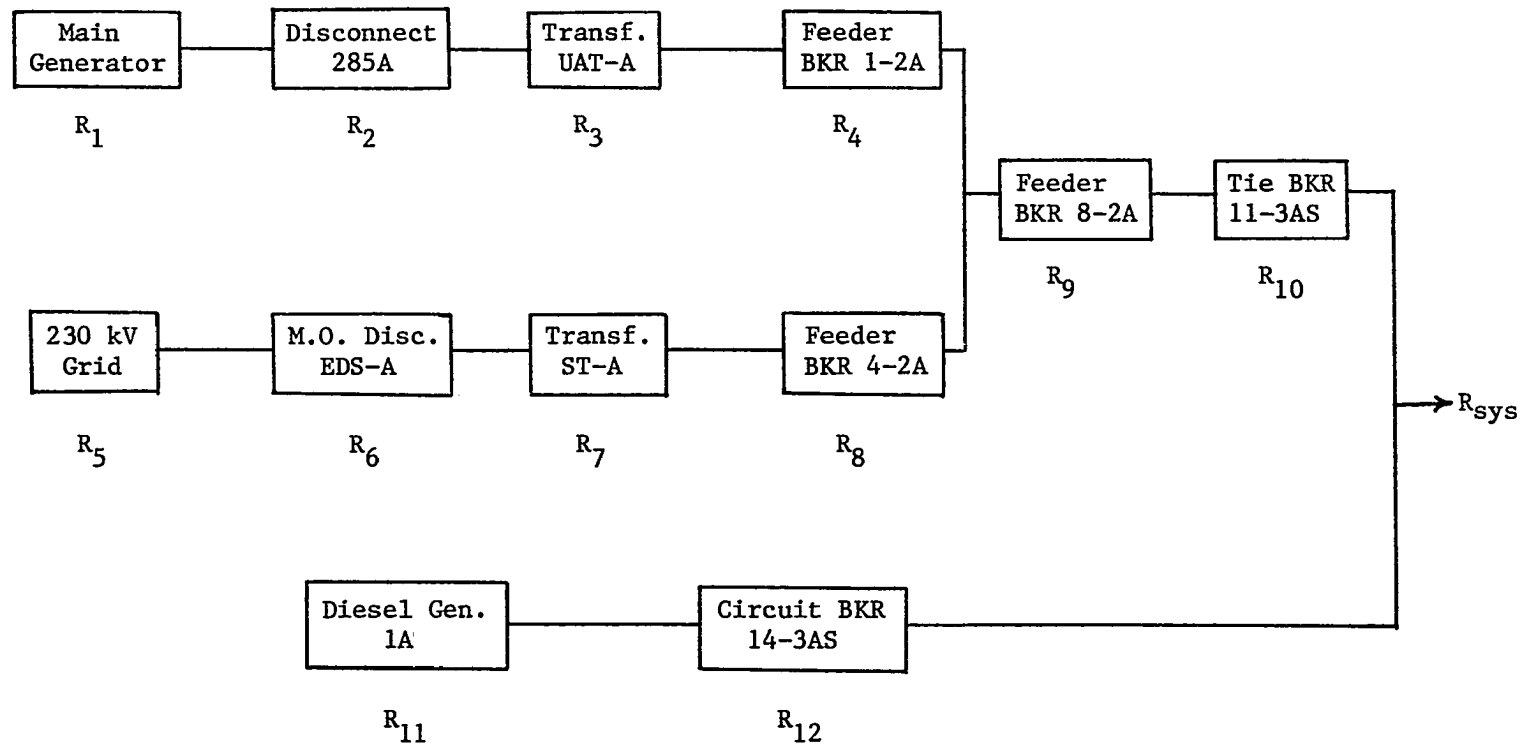 Main
Generator
Disconnect
285A
Transf.
UAT-A
Feeder
BKR 1-2A
R1
R2
R3
R4
Feeder
BKR 8-2A
Tie BKR
11-3AS
R9
R10
230 kV
Grid
M.O. Disc.
EDS-A
Transf.
ST-A
Feeder
BKR 4-2A
R5
R6
R7
R8
Rsys
Diesel Gen.
1A
Circuit BKR
14-3AS
R11
R12